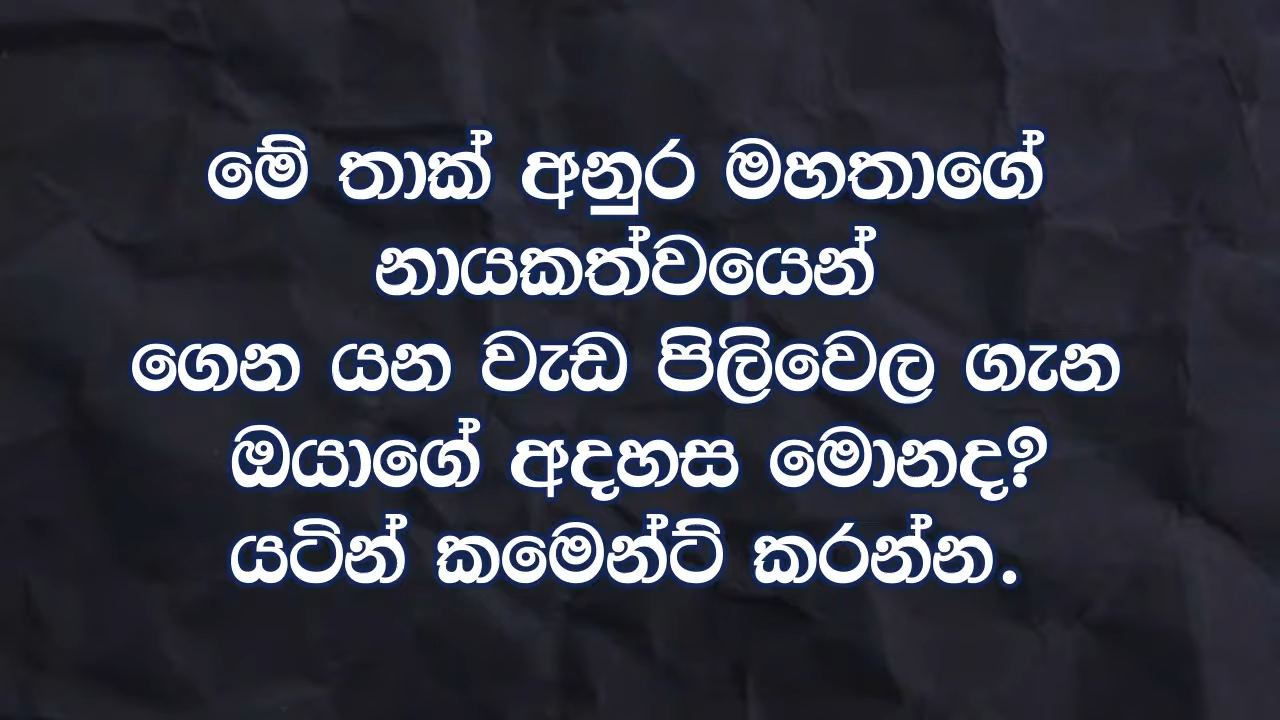 මේ තාක් අනුර මහතාගේ
නායකත්වයෙන්
ගෙන යන වැඩ පිලිවෙල ගැන
ඔයාගේ අදහස මොනද?
යටින් කමෙන්ට් කරන්න.